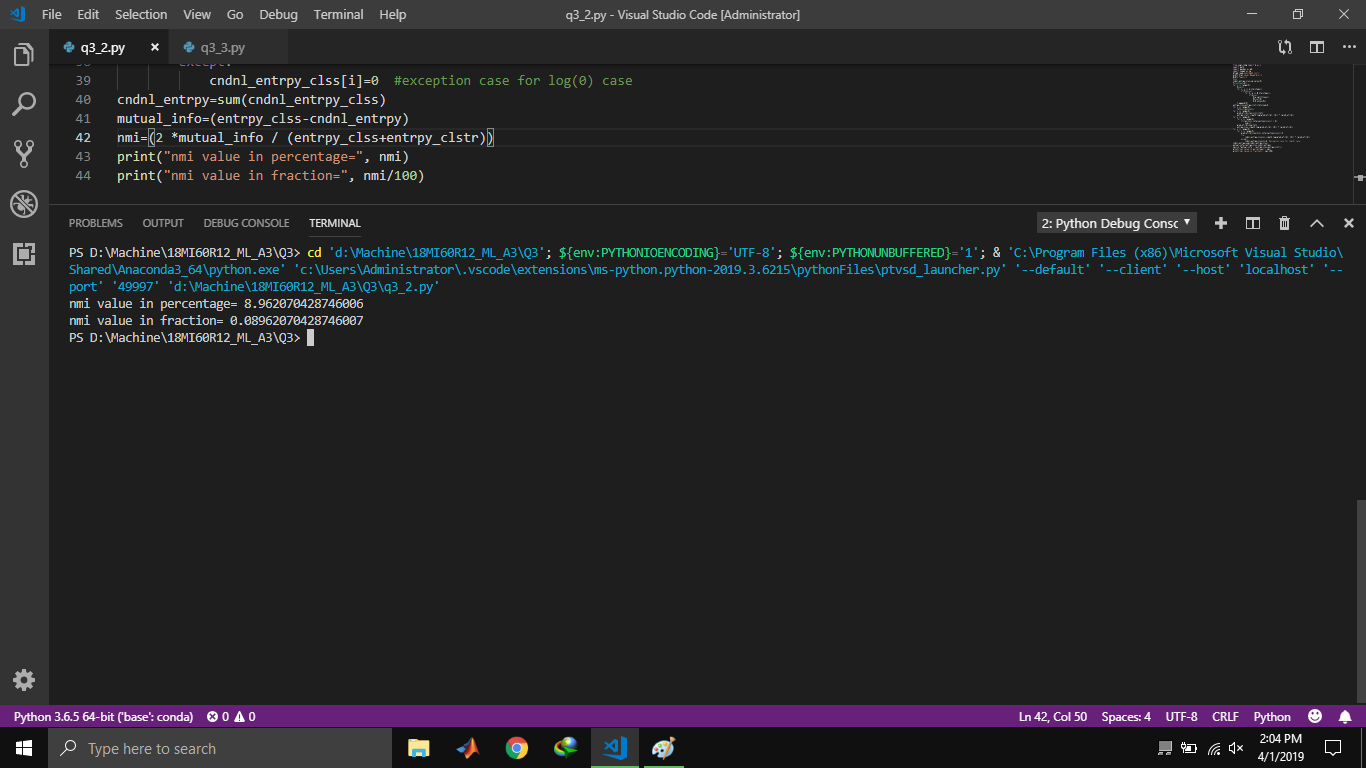 File Edit Selection View Go Debug Terminal Help q3_2.py - Visual Studio Code [Administrator]
q3_2.py q3_3.py
38 except:
39 cndnl_entrpy_clss[i]=0 #exception case for log(0) case
40 cndnl_entrpy=sum(cndnl_entrpy_clss)
41 mutual_info=(entrpy_clss-cndnl_entrpy)
42 nmi=(2 *mutual_info / (entrpy_clss+entrpy_clstr))
43 print("nmi value in percentage=", nmi)
44 print("nmi value in fraction=", nmi/100)
PROBLEMS OUTPUT DEBUG CONSOLE TERMINAL 2: Python Debug Consc
PS D:\Machine\18MI60R12_ML_A3\Q3> cd 'd:\Machine\18MI60R12_ML_A3\Q3'; ${env:PYTHONIOENCODING}='UTF-8'; ${env:PYTHONUNBUFFERED}='1'; & 'C:\Program Files (x86)\Microsoft Visual Studio\
Shared\Anaconda3_64\python.exe' 'c:\Users\Administrator\.vscode\extensions\ms-python.python-2019.3.6215\pythonFiles\ptvsd_launcher.py' '--default' '--client' '--host' 'localhost' '--
port' '49997' 'd:\Machine\18MI60R12_ML_A3\Q3\q3_2.py'
nmi value in percentage= 8.962070428746006
nmi value in fraction= 0.08962070428746007
PS D:\Machine\18MI60R12_ML_A3\Q3>
Python 3.6.5 64-bit ('base': conda) 0 0 Ln 42, Col 50 Spaces: 4 UTF-8 CRLF Python
Type here to search
2:04 PM
4/1/2019